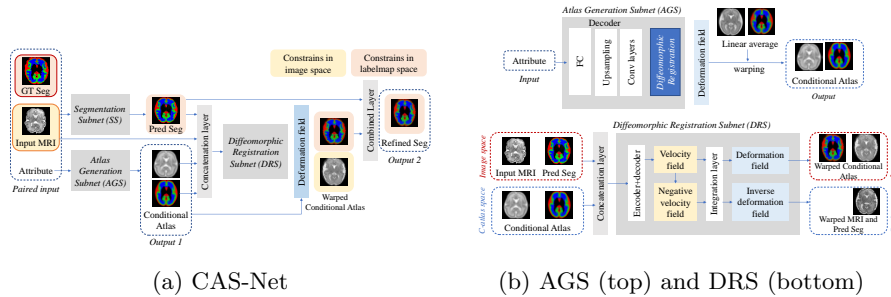 GT Seg
Input MRI
Attribute
Paired input
Segmentation
Subnet (SS)
Atlas
Generation
Subnet (AGS)
Pred Seg
Conditional
Atlas
Output 1
Concatenation layer
Diffeomorphic
Registration
Subnet (DRS)
Constrains in
image space
Constrains in
labelmap space
Deformation field
Warped
Conditional Atlas
Combined Layer
Refined Seg
Output 2
(a) CAS-Net
Atlas Generation Subnet (AGS)
Decoder
Attribute
Input
FC
Upsampling
Conv layers
Diffeomorphic
Registration
Deformation field
Linear average
warping
Conditional Atlas
Output
Diffeomorphic Registration Subnet (DRS)
Image space
Input MRI
Pred Seg
C-atlas space
Conditional Atlas
Concatenation layer
Encoder-decoder
Velocity
field
Negative
velocity
field
Integration layer
Deformation field
Inverse
deformation
field
Warped Conditional
Atlas
Warped MRI and
Pred Seg
(b) AGS (top) and DRS (bottom)